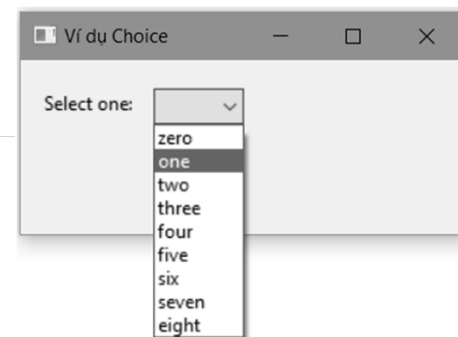 Ví dụ Choice
Select one:
zero
one
two
three
four
five
six
seven
eight